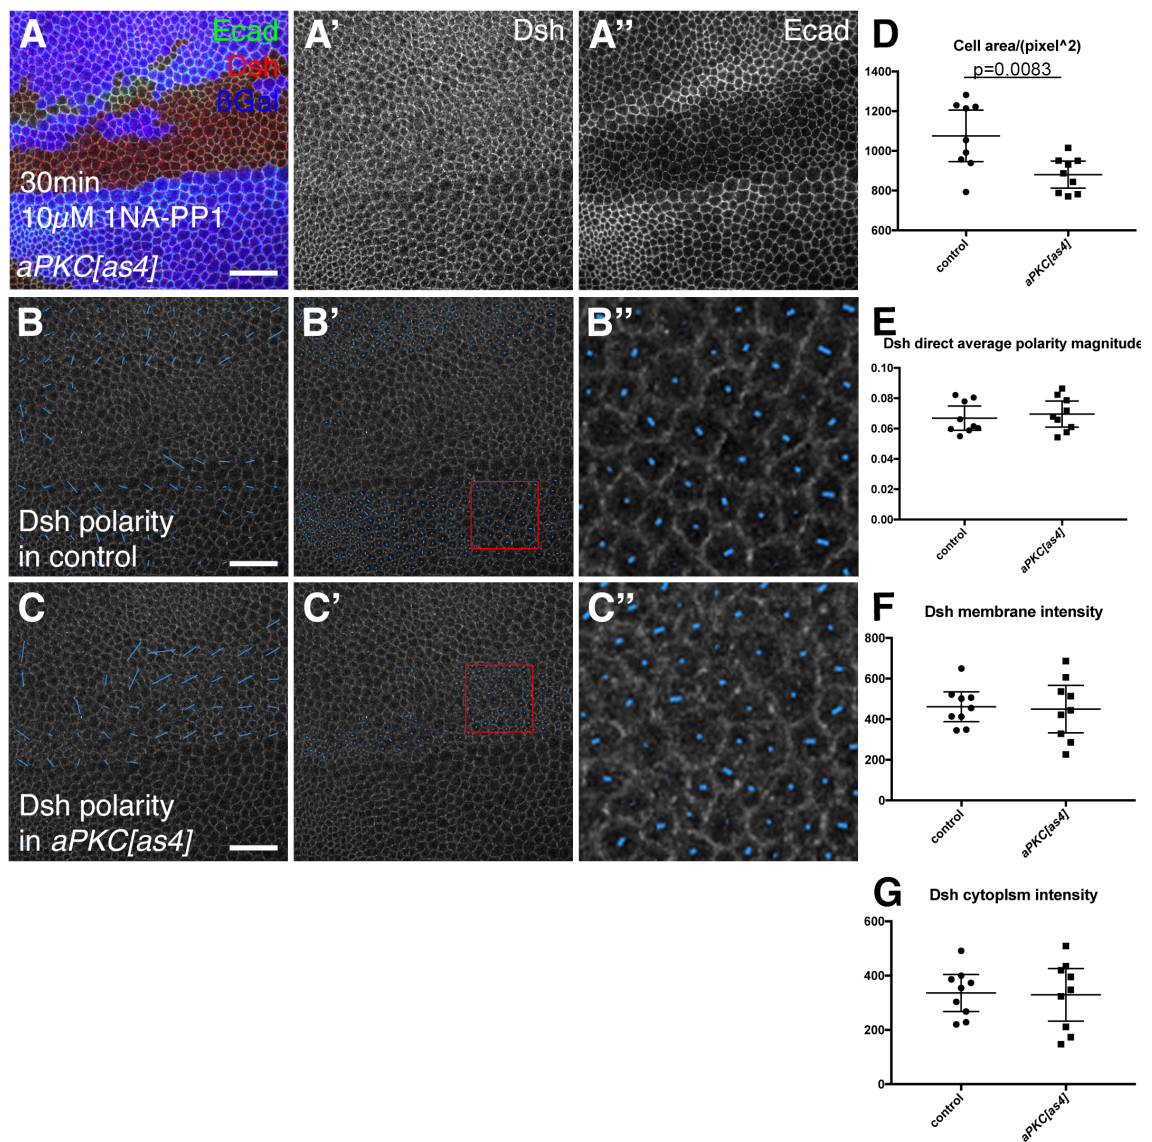 A
Ecad
Dsh
βGal
30min
10µM 1NA-PP1
aPKC[as4]
A’
Dsh
A”
Ecad
B
Dsh polarity
in control
B’
B”
C
Dsh polarity
in aPKC[as4]
C’
C”
D
Cell area/(pixel^2)
p=0.0083
1400
1200
1000
800
600
control
aPKC[as4]
E
Dsh direct average polarity magnitude
0.10
0.08
0.06
0.04
0.02
0.00
control
aPKC[as4]
F
Dsh membrane intensity
800
600
400
200
0
control
aPKC[as4]
G
Dsh cytoplsm intensity
600
400
200
0
control
aPKC[as4]